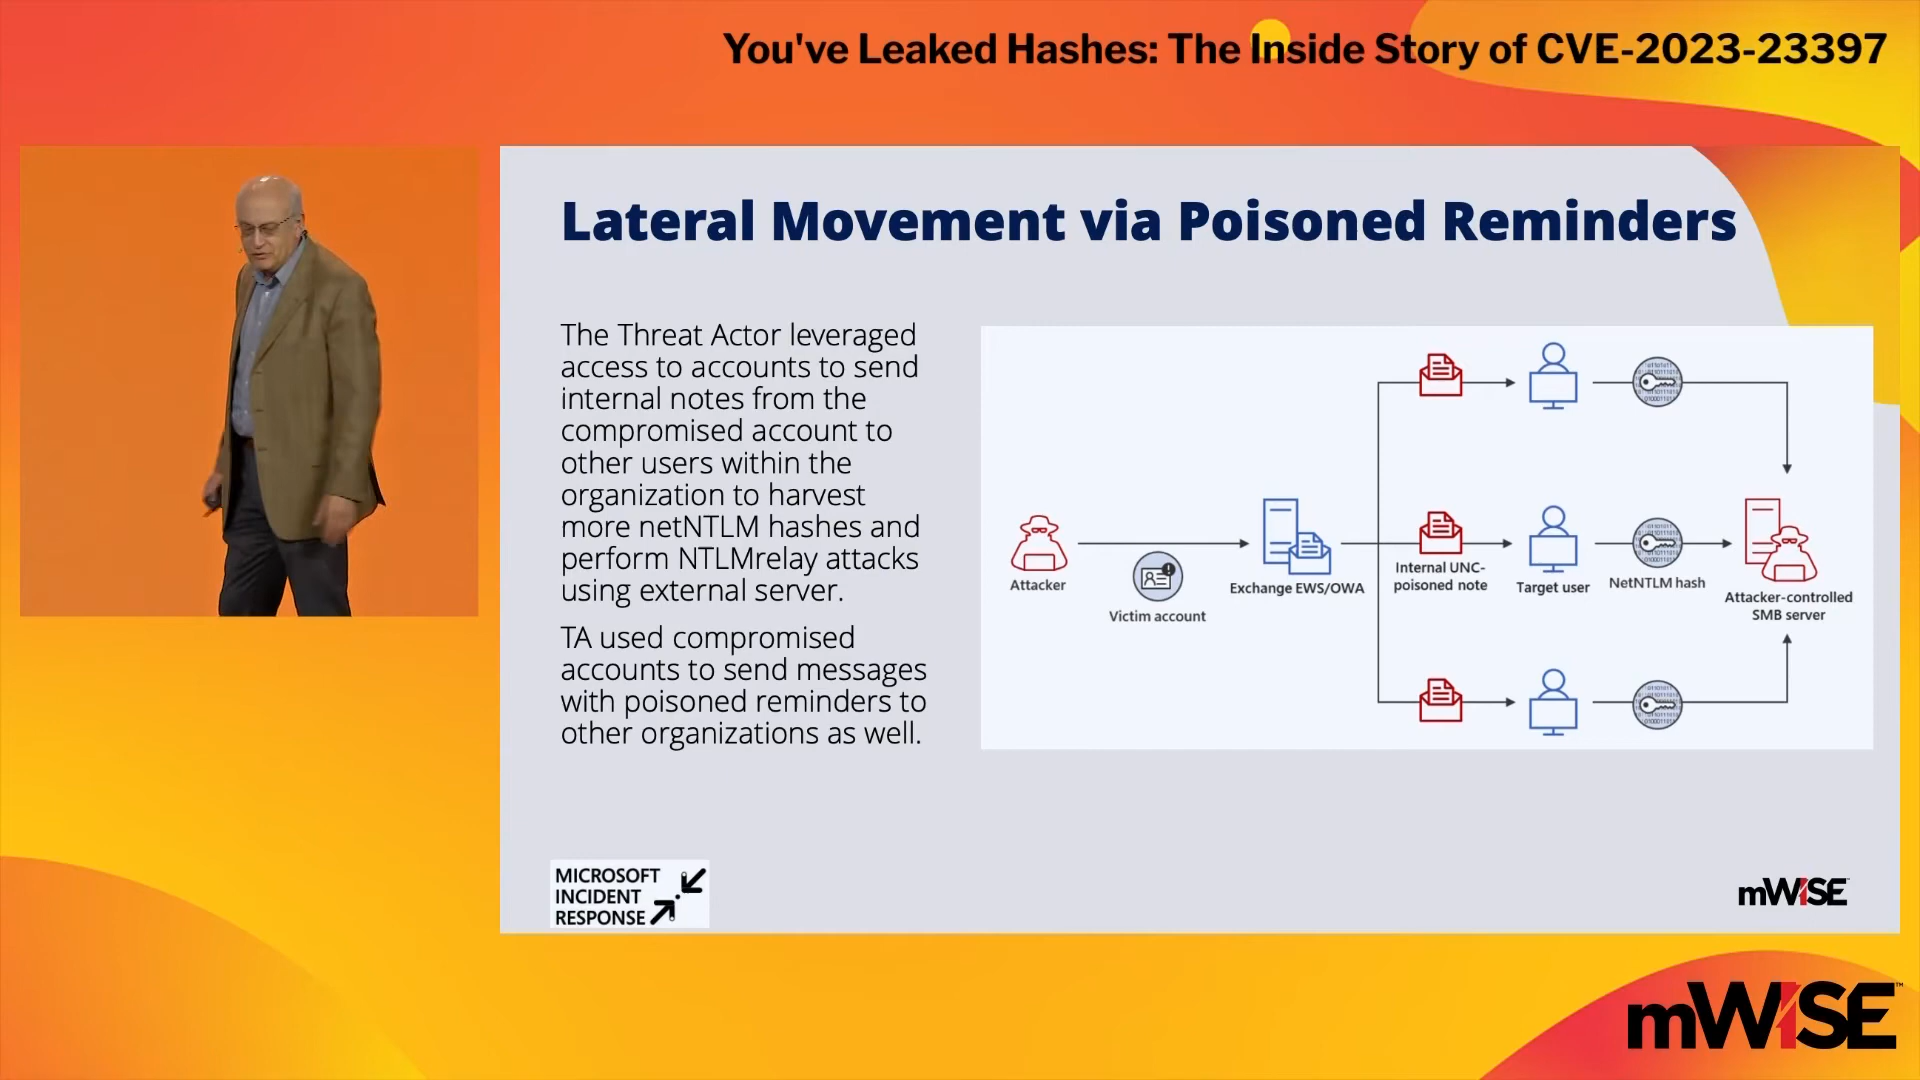 You've Leaked Hashes: The Inside Story of CVE-2023-23397
Lateral Movement via Poisoned Reminders
The Threat Actor leveraged
access to accounts to send
internal notes from the
compromised account to
other users within the
organization to harvest
more netNTLM hashes and
perform NTLMrelay attacks
using external server.
TA used compromised
accounts to send messages
with poisoned reminders to
other organizations as well.
Attacker
Victim account
Exchange EWS/OWA
Internal UNC-
poisoned note
Target user
NetNTLM hash
Attacker-controlled
SMB server
MICROSOFT
INCIDENT
RESPONSE
mWISE
mWISE™